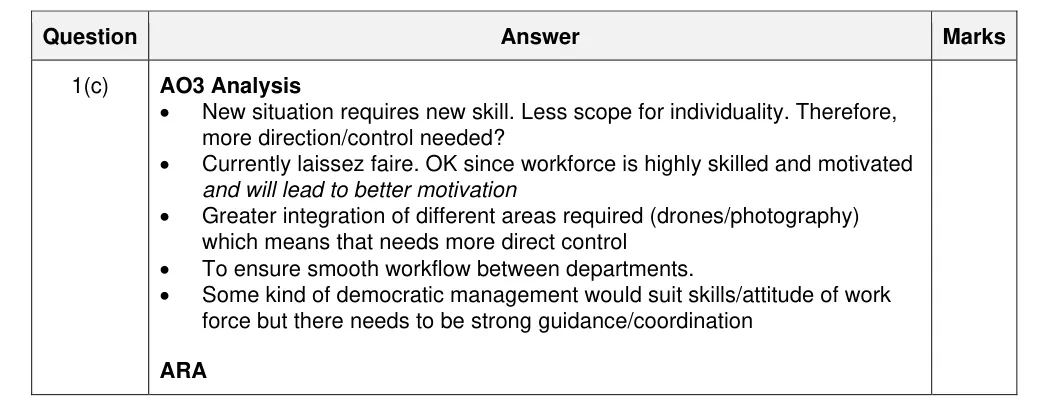 Question Answer Marks
1(c) AO3 Analysis
• New situation requires new skill. Less scope for individuality. Therefore,
more direction/control needed?
• Currently laissez faire. OK since workforce is highly skilled and motivated
and will lead to better motivation
• Greater integration of different areas required (drones/photography)
which means that needs more direct control
• To ensure smooth workflow between departments.
• Some kind of democratic management would suit skills/attitude of work
force but there needs to be strong guidance/coordination
ARA